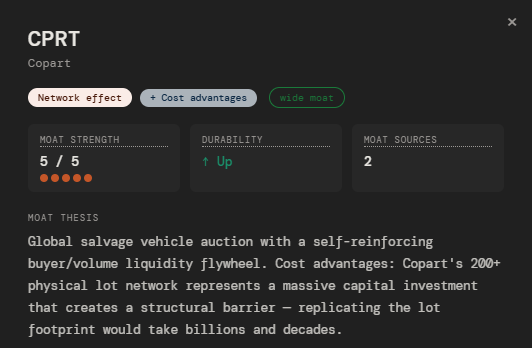 ×
CPRT
Copart
Network effect + Cost advantages wide moat
MOAT STRENGTH DURABILITY MOAT SOURCES
5 / 5 ↑ Up 2
MOAT THESIS
Global salvage vehicle auction with a self-reinforcing
buyer/volume liquidity flywheel. Cost advantages: Copart's 200+
physical lot network represents a massive capital investment
that creates a structural barrier — replicating the lot
footprint would take billions and decades.